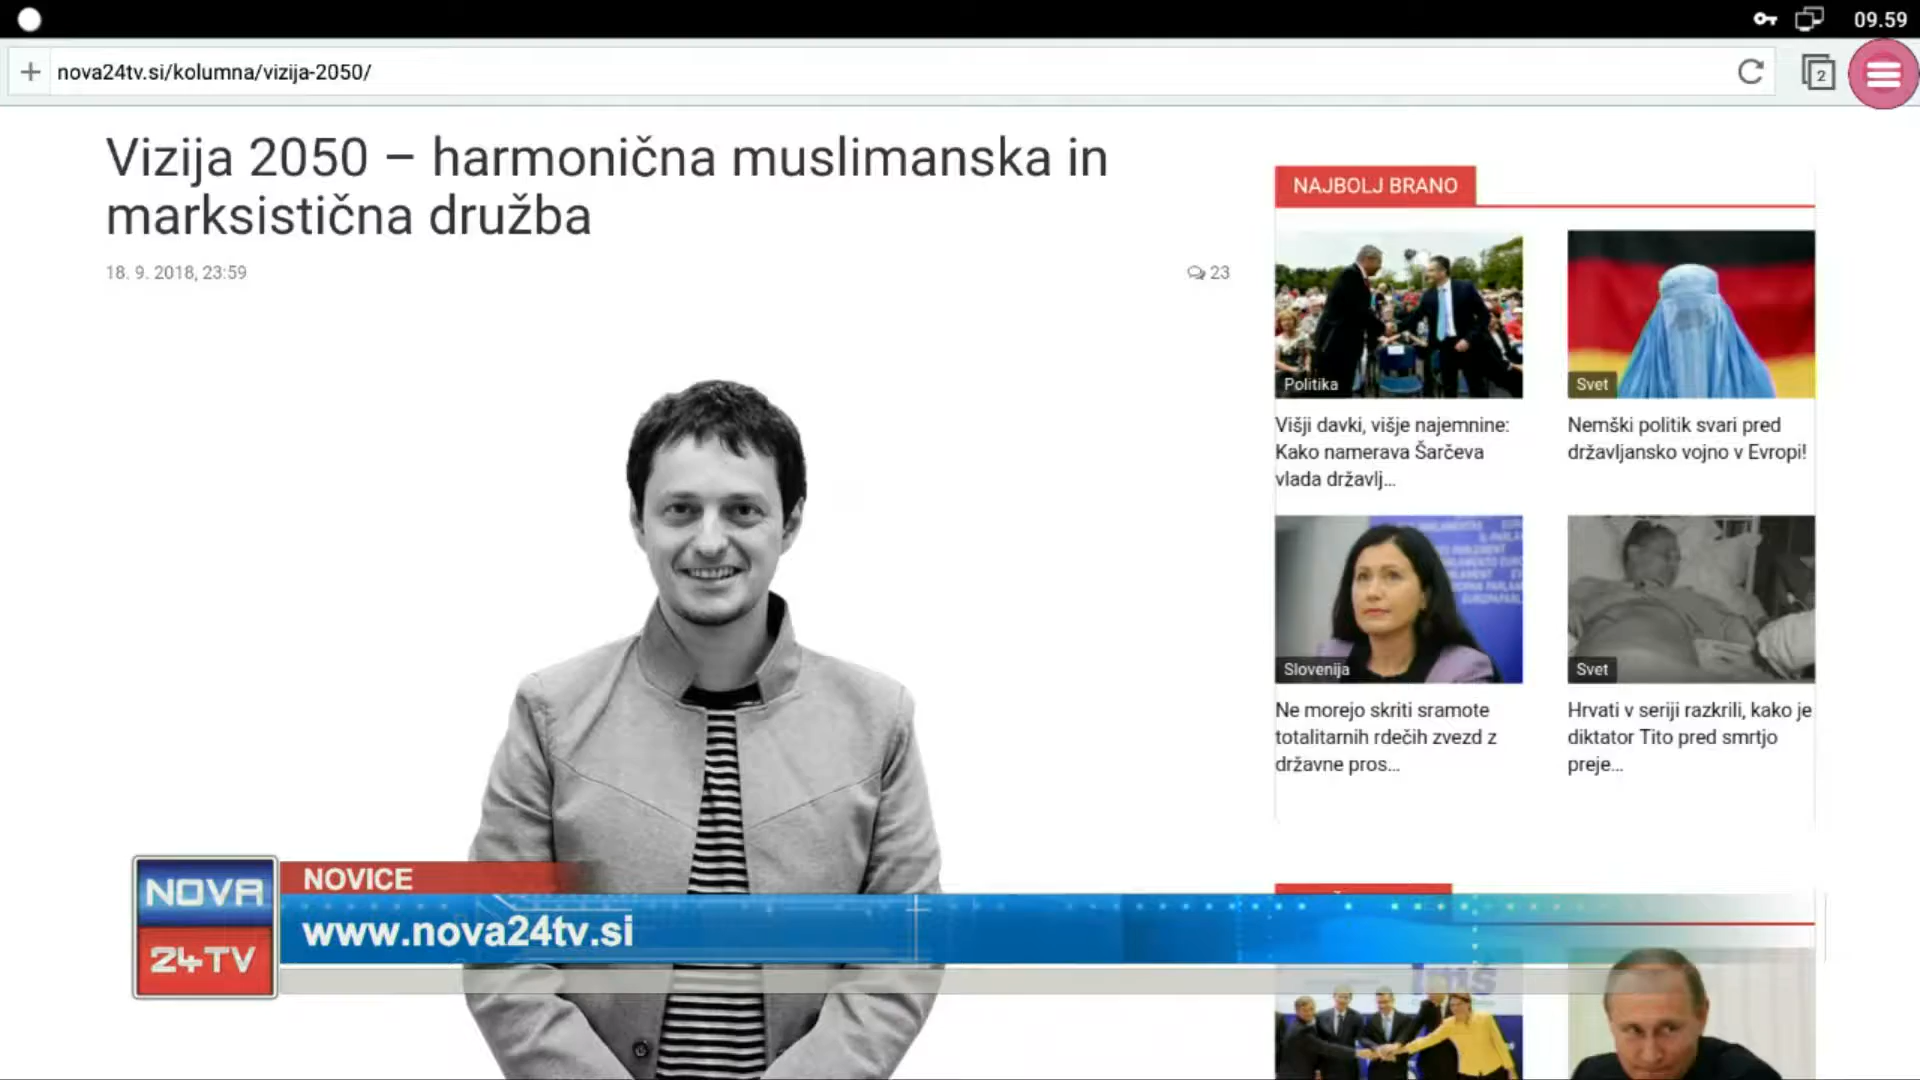 09.59
nova24tv.si/kolumna/vizija-2050/
2
Vizija 2050 – harmonična muslimanska in
marksistična družba
18. 9. 2018, 23:59
23
NAJBOLJ BRANO
Politika
Višji davki, višje najemnine:
Kako namerava Šarčeva
vlada državlj...
Svet
Nemški politik svari pred
državljansko vojno v Evropi!
Slovenija
Ne morejo skriti sramote
totalitarnih rdečih zvezd z
državne pros...
Svet
Hrvati v seriji razkrili, kako je
diktator Tito pred smrtjo
preje...
NOVA
24TV
NOVICE
www.nova24tv.si